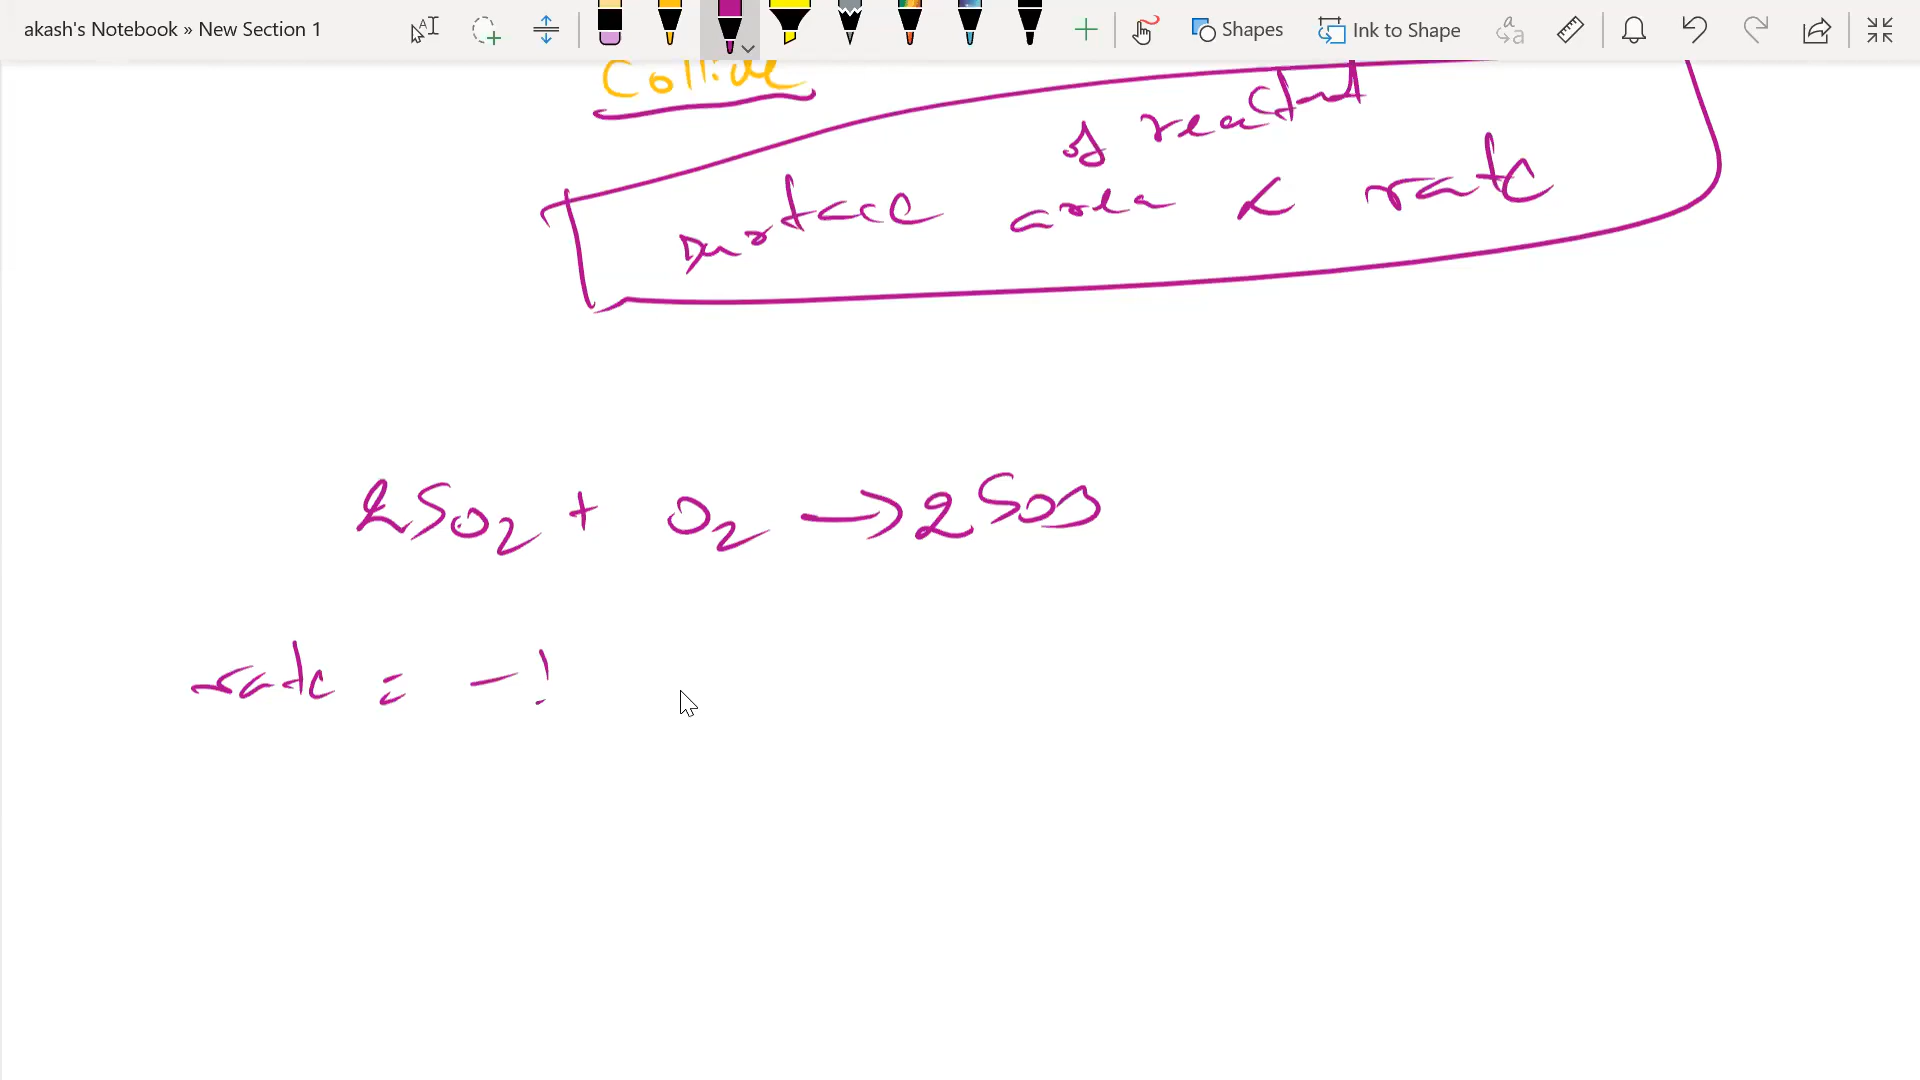 akash's Notebook » New Section 1
Shapes
Ink to Shape
Collide
of reactant
surface area ∝ rate
2SO2 + O2 → 2SO3
rate = -1